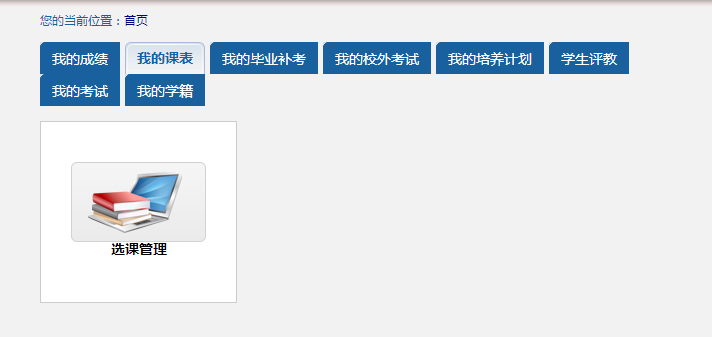 您的当前位置：首页
我的成绩 我的课表 我的毕业补考 我的校外考试 我的培养计划 学生评教
我的考试 我的学籍
选课管理